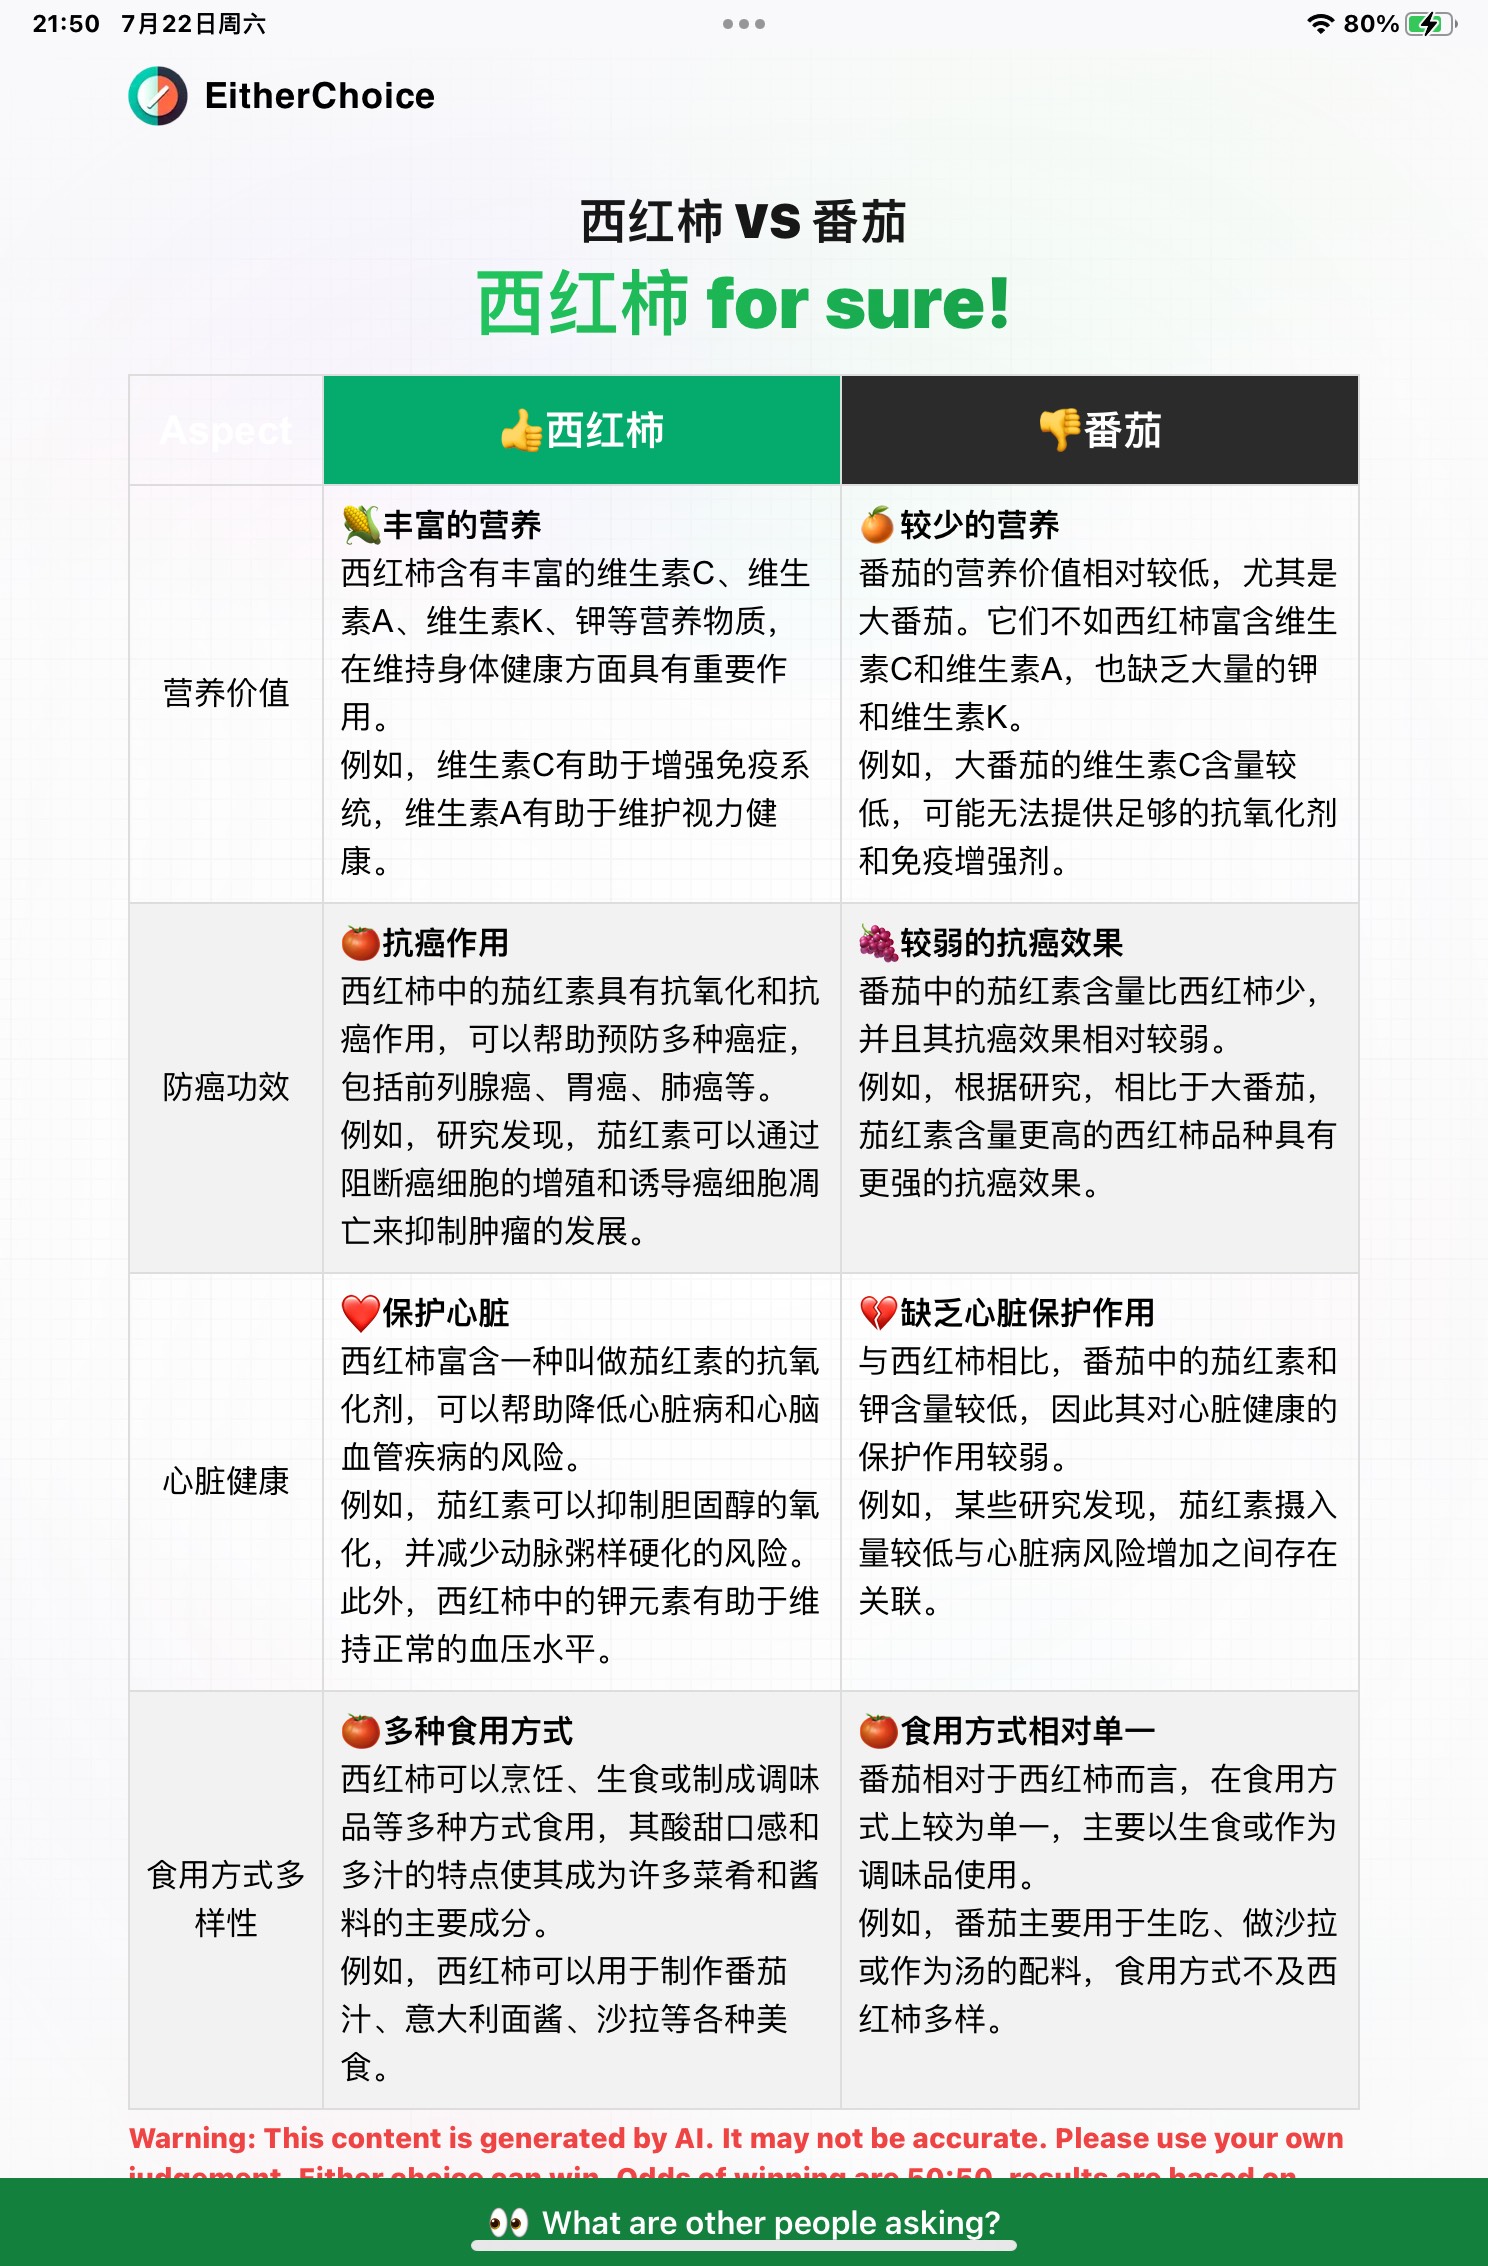 21:50 7月22日周六
80%
EitherChoice
西红柿 VS 番茄
西红柿 for sure!
Aspect
👍西红柿
👎番茄
营养价值
🌽丰富的营养
西红柿含有丰富的维生素C、维生
素A、维生素K、钾等营养物质，
在维持身体健康方面具有重要作
用。
例如，维生素C有助于增强免疫系
统，维生素A有助于维护视力健
康。
🍊较少的营养
番茄的营养价值相对较低，尤其是
大番茄。它们不如西红柿富含维生
素C和维生素A，也缺乏大量的钾
和维生素K。
例如，大番茄的维生素C含量较
低，可能无法提供足够的抗氧化剂
和免疫增强剂。
防癌功效
🍅抗癌作用
西红柿中的茄红素具有抗氧化和抗
癌作用，可以帮助预防多种癌症，
包括前列腺癌、胃癌、肺癌等。
例如，研究发现，茄红素可以通过
阻断癌细胞的增殖和诱导癌细胞凋
亡来抑制肿瘤的发展。
🍇较弱的抗癌效果
番茄中的茄红素含量比西红柿少，
并且其抗癌效果相对较弱。
例如，根据研究，相比于大番茄，
茄红素含量更高的西红柿品种具有
更强的抗癌效果。
心脏健康
❤️保护心脏
西红柿富含一种叫做茄红素的抗氧
化剂，可以帮助降低心脏病和心脑
血管疾病的风险。
例如，茄红素可以抑制胆固醇的氧
化，并减少动脉粥样硬化的风险。
此外，西红柿中的钾元素有助于维
持正常的血压水平。
💔缺乏心脏保护作用
与西红柿相比，番茄中的茄红素和
钾含量较低，因此其对心脏健康的
保护作用较弱。
例如，某些研究发现，茄红素摄入
量较低与心脏病风险增加之间存在
关联。
食用方式多
样性
🍅多种食用方式
西红柿可以烹饪、生食或制成调味
品等多种方式食用，其酸甜口感和
多汁的特点使其成为许多菜肴和酱
料的主要成分。
例如，西红柿可以用于制作番茄
汁、意大利面酱、沙拉等各种美
食。
🍅食用方式相对单一
番茄相对于西红柿而言，在食用方
式上较为单一，主要以生食或作为
调味品使用。
例如，番茄主要用于生吃、做沙拉
或作为汤的配料，食用方式不及西
红柿多样。
Warning: This content is generated by AI. It may not be accurate. Please use your own
judgement. Either choice can win. Odds of winning are 50:50, results are based on
👀 What are other people asking?